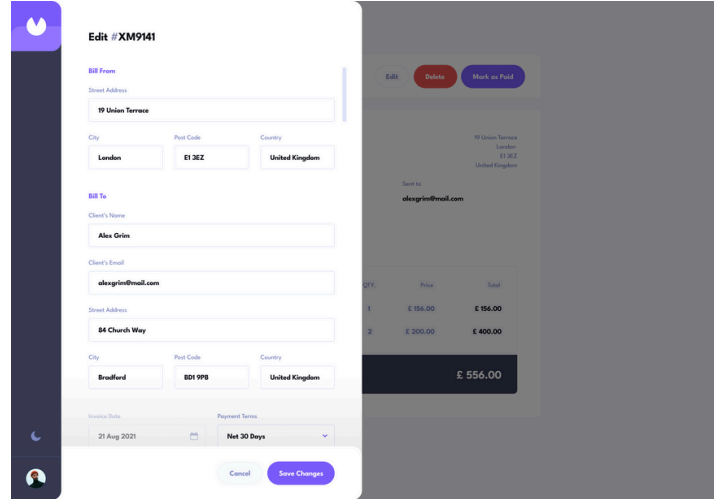 Edit #XM9141
Bill From
Street Address
19 Union Terrace
City Post Code Country
London E1 3EZ United Kingdom
Bill To
Client's Name
Alex Grim
Client's Email
alexgrim@mail.com
Street Address
84 Church Way
City Post Code Country
Bradford BD1 9PB United Kingdom
Invoice Date Payment Terms
21 Aug 2021 Net 30 Days
Cancel Save Changes
Edit Delete Mark as Paid
19 Union Terrace
London
E1 3EZ
United Kingdom
Sent to
alexgrim@mail.com
QTY. Price Total
1 £ 156.00 £ 156.00
2 £ 200.00 £ 400.00
£ 556.00